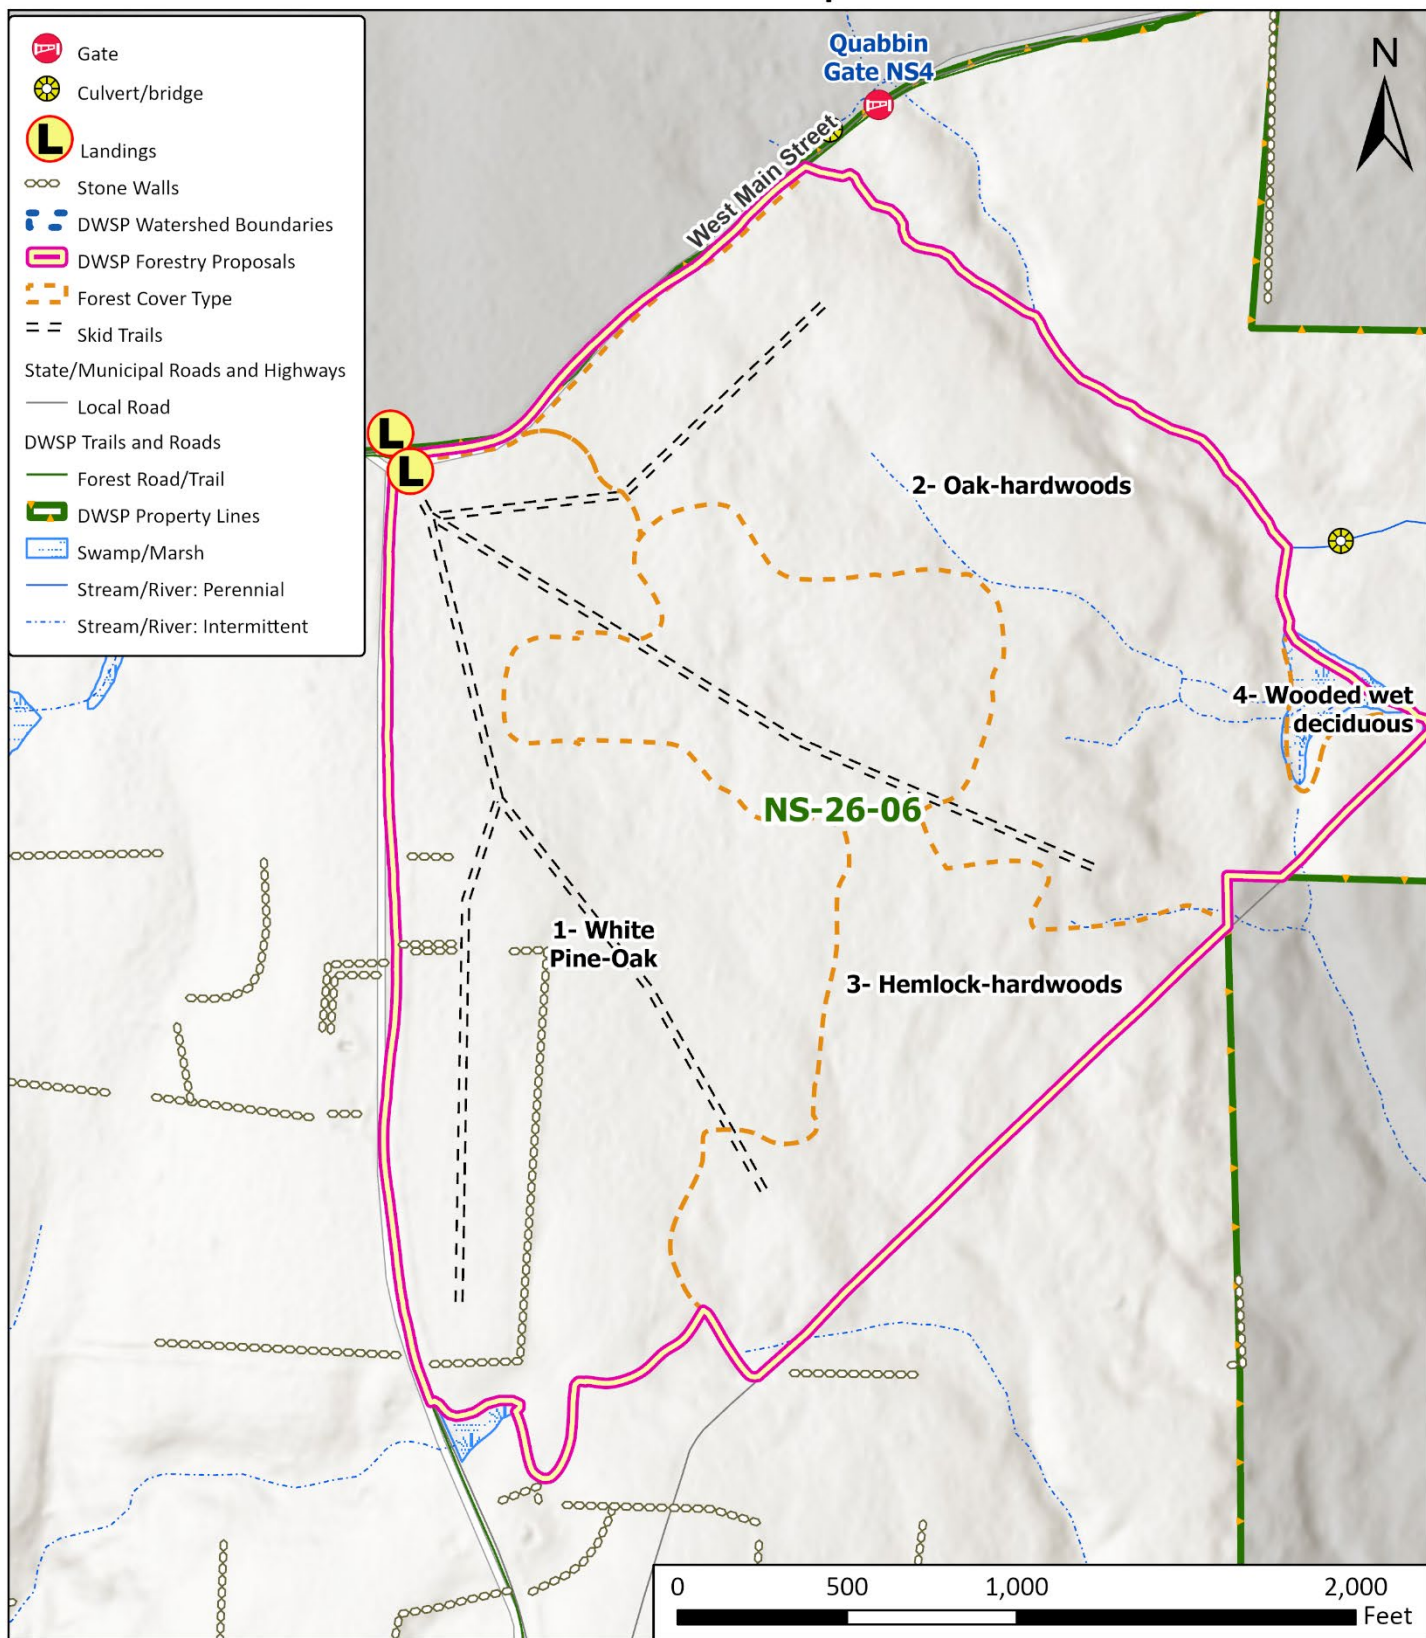 Gate
Culvert/bridge
L
Landings
Stone Walls
DWSP Watershed Boundaries
DWSP Forestry Proposals
Forest Cover Type
Skid Trails
State/Municipal Roads and Highways
Local Road
DWSP Trails and Roads
Forest Road/Trail
DWSP Property Lines
Swamp/Marsh
Stream/River: Perennial
Stream/River: Intermittent
Quabbin
Gate NS4
N
West Main Street
L
L
2- Oak-hardwoods
4- Wooded wet
deciduous
NS-26-06
1- White
Pine-Oak
3- Hemlock-hardwoods
0 500 1,000 2,000
Feet